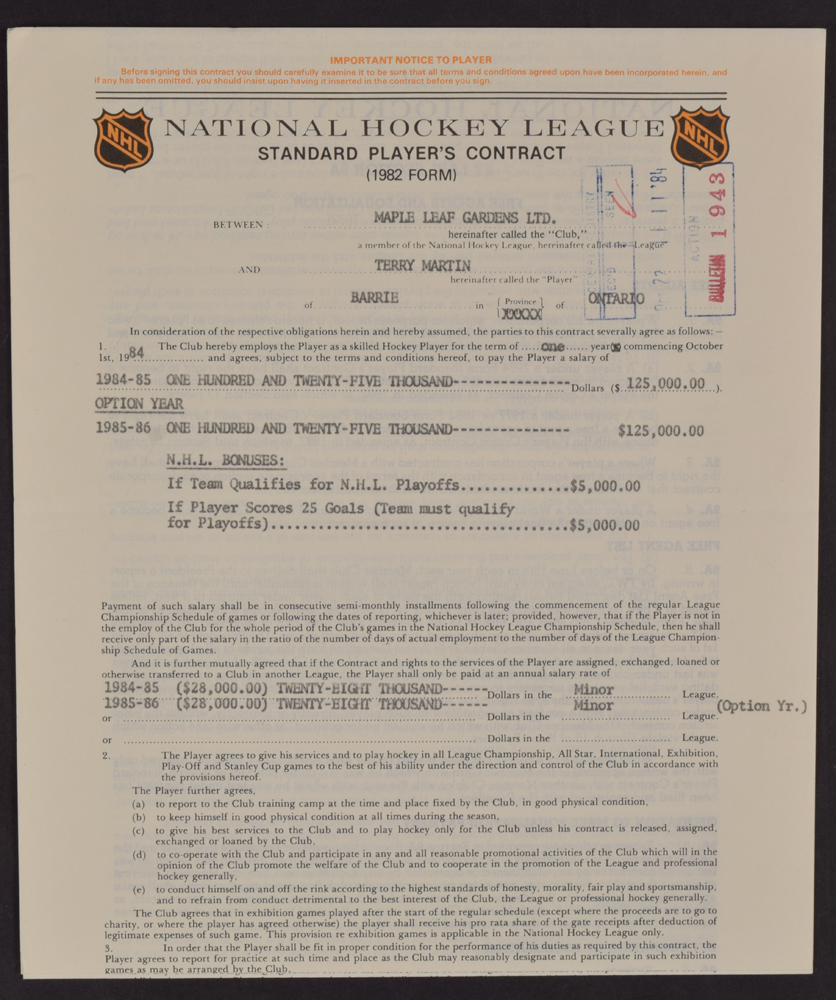 IMPORTANT NOTICE TO PLAYER
Before signing this contract you should carefully examine it to be sure that all terms and conditions agreed upon have been incorporated herein, and
if any has been omitted, you should insist upon having it inserted in the contract before you sign.
NHL NATIONAL HOCKEY LEAGUE NHL
STANDARD PLAYER'S CONTRACT
(1982 FORM)
BETWEEN: MAPLE LEAF GARDENS LTD.
hereinafter called the "Club,"
a member of the National Hockey League, hereinafter called the "League"
AND TERRY MARTIN
hereinafter called the "Player"
of BARRIE in { Province } of ONTARIO
11 '84
ACTION
BULLETIN 1943
In consideration of the respective obligations herein and hereby assumed, the parties to this contract severally agree as follows:—
1. The Club hereby employs the Player as a skilled Hockey Player for the term of .....one...... year commencing October
1st, 1984 ................ and agrees, subject to the terms and conditions hereof, to pay the Player a salary of
1984-85 ONE HUNDRED AND TWENTY-FIVE THOUSAND---------------- Dollars ($ 125,000.00 ..).
OPTION YEAR
1985-86 ONE HUNDRED AND TWENTY-FIVE THOUSAND---------------- $125,000.00
N.H.L. BONUSES:
If Team Qualifies for N.H.L. Playoffs..............$5,000.00
If Player Scores 25 Goals (Team must qualify
for Playoffs)......................................$5,000.00
Payment of such salary shall be in consecutive semi-monthly installments following the commencement of the regular League
Championship Schedule of games or following the dates of reporting, whichever is later; provided, however, that if the Player is not in
the employ of the Club for the whole period of the Club's games in the National Hockey League Championship Schedule, then he shall
receive only part of the salary in the ratio of the number of days of actual employment to the number of days of the League Champion-
ship Schedule of Games.
And it is further mutually agreed that if the Contract and rights to the services of the Player are assigned, exchanged, loaned or
otherwise transferred to a Club in another League, the Player shall only be paid at an annual salary rate of
1984-85 ($28,000.00) TWENTY-EIGHT THOUSAND------ Dollars in the Minor League.
1985-86 ($28,000.00) TWENTY-EIGHT THOUSAND------ Minor (Option Yr.)
or ........ Dollars in the ........ League.
or ........ Dollars in the ........ League.
2. The Player agrees to give his services and to play hockey in all League Championship, All Star, International, Exhibition,
Play-Off and Stanley Cup games to the best of his ability under the direction and control of the Club in accordance with
the provisions hereof.
The Player further agrees,
(a) to report to the Club training camp at the time and place fixed by the Club, in good physical condition,
(b) to keep himself in good physical condition at all times during the season,
(c) to give his best services to the Club and to play hockey only for the Club unless his contract is released, assigned,
exchanged or loaned by the Club,
(d) to co-operate with the Club and participate in any and all reasonable promotional activities of the Club which will in the
opinion of the Club promote the welfare of the Club and to cooperate in the promotion of the League and professional
hockey generally,
(e) to conduct himself on and off the rink according to the highest standards of honesty, morality, fair play and sportsmanship,
and to refrain from conduct detrimental to the best interest of the Club, the League or professional hockey generally.
The Club agrees that in exhibition games played after the start of the regular schedule (except where the proceeds are to go to
charity, or where the player has agreed otherwise) the player shall receive his pro rata share of the gate receipts after deduction of
legitimate expenses of such game. This provision re exhibition games is applicable in the National Hockey League only.
3. In order that the Player shall be fit in proper condition for the performance of his duties as required by this contract, the
Player agrees to report for practice at such time and place as the Club may reasonably designate and participate in such exhibition
games as may be arranged by the Club.